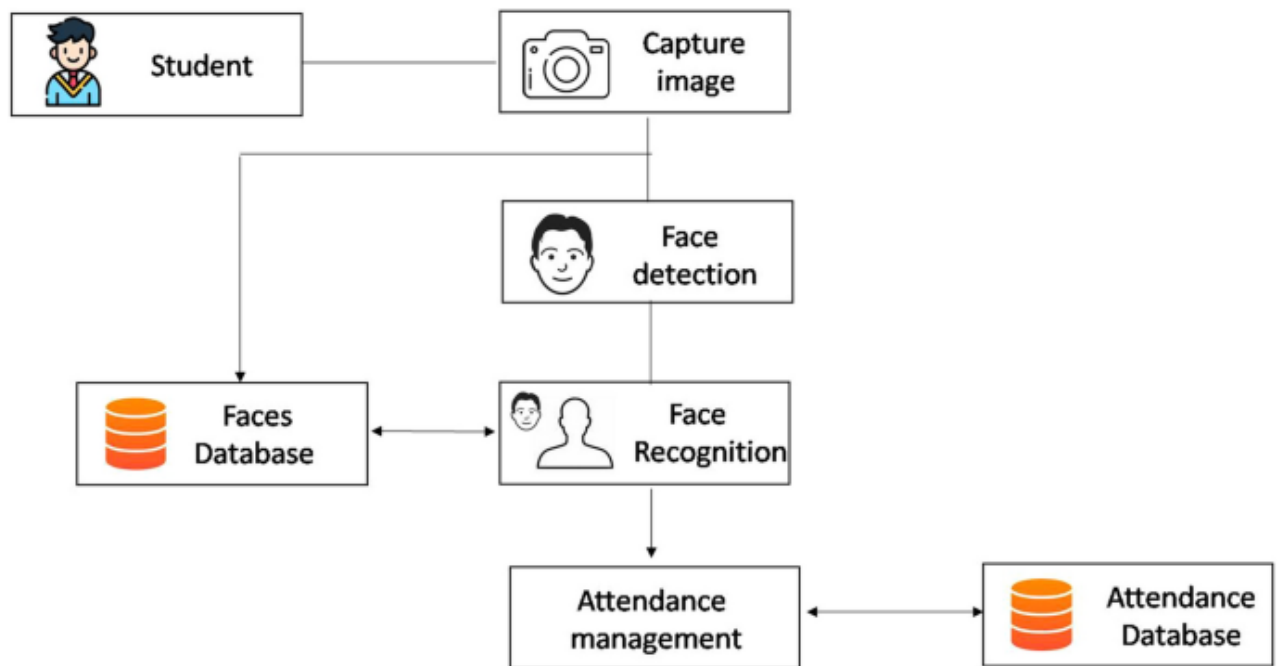 Student
Capture
image
Face
detection
Faces
Database
Face
Recognition
Attendance
management
Attendance
Database